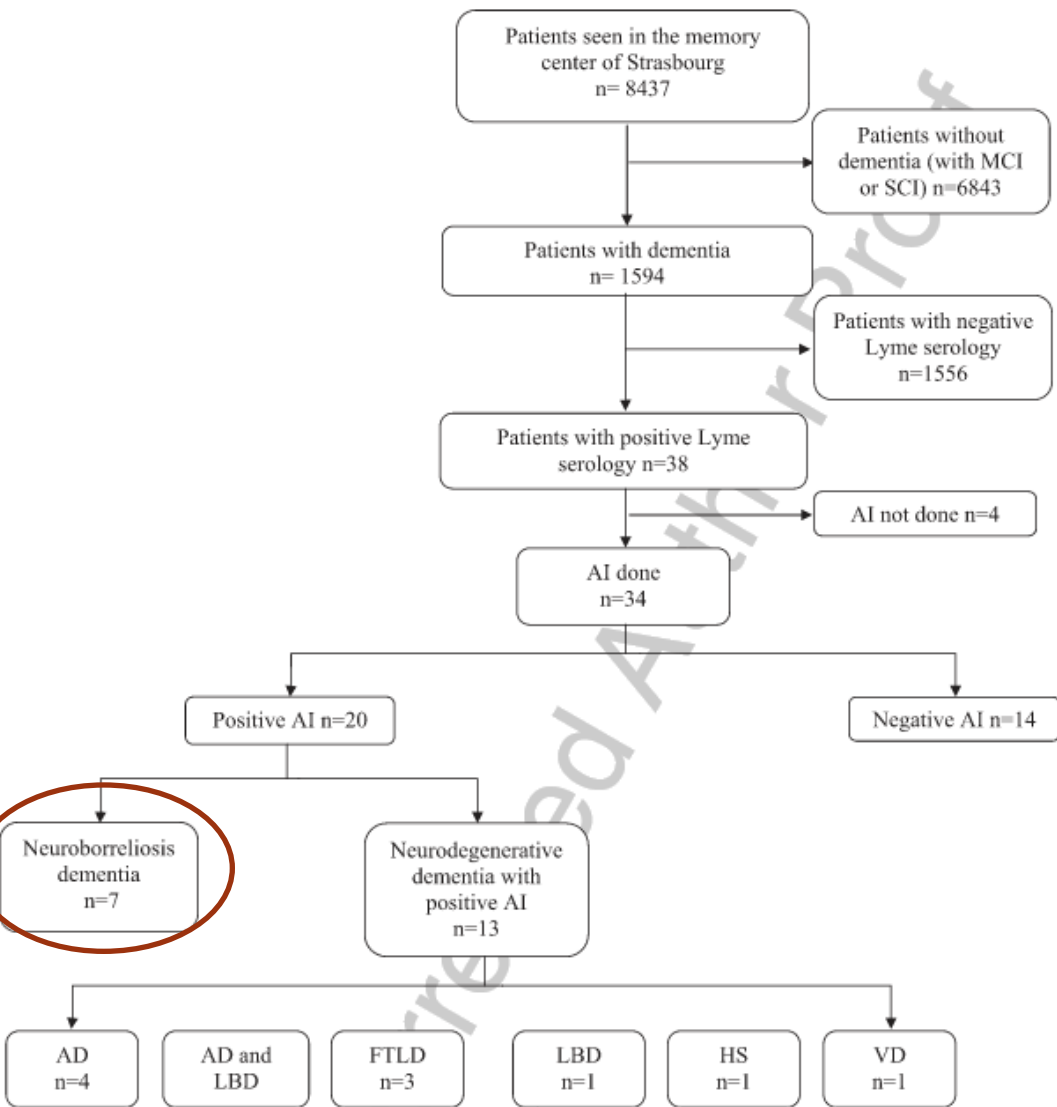 Patients seen in the memory
center of Strasbourg
n= 8437
Patients without
dementia (with MCI
or SCI) n=6843
Patients with dementia
n= 1594
Patients with negative
Lyme serology
n=1556
Patients with positive Lyme
serology n=38
AI not done n=4
AI done
n=34
Positive AI n=20
Negative AI n=14
Neuroborreliosis
dementia
n=7
Neurodegenerative
dementia with
positive AI
n=13
AD
n=4
AD and
LBD
FTLD
n=3
LBD
n=1
HS
n=1
VD
n=1